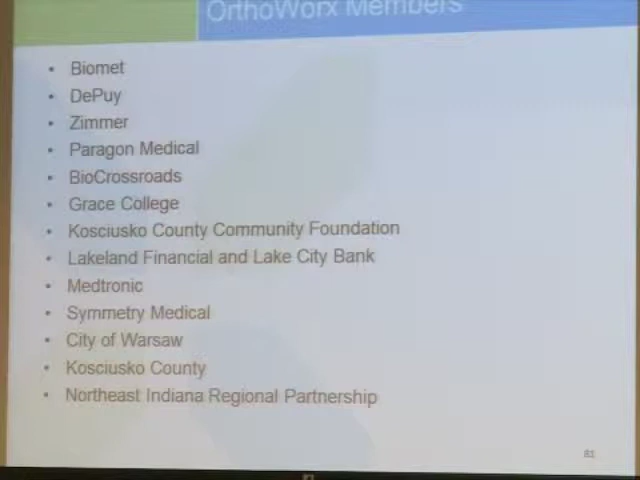 OrthoWorx Members
• Biomet
• DePuy
• Zimmer
• Paragon Medical
• BioCrossroads
• Grace College
• Kosciusko County Community Foundation
• Lakeland Financial and Lake City Bank
• Medtronic
• Symmetry Medical
• City of Warsaw
• Kosciusko County
• Northeast Indiana Regional Partnership